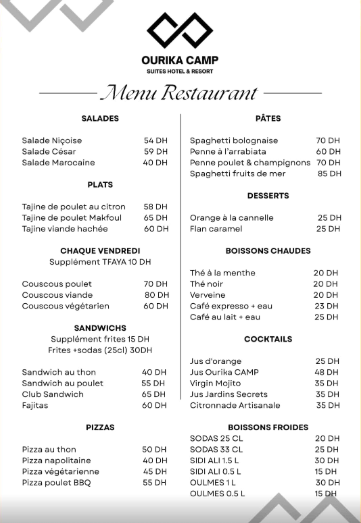 OURIKA CAMP
SUITES HOTEL & RESORT
Menu Restaurant
SALADES
Salade Niçoise 54 DH
Salade César 59 DH
Salade Marocaine 40 DH
PLATS
Tajine de poulet au citron 58 DH
Tajine de poulet Makfoul 65 DH
Tajine viande hachée 60 DH
CHAQUE VENDREDI
Supplément TFAYA 10 DH
Couscous poulet 70 DH
Couscous viande 80 DH
Couscous végétarien 60 DH
SANDWICHS
Supplément frites 15 DH
Frites +sodas (25cl) 30DH
Sandwich au thon 40 DH
Sandwich au poulet 55 DH
Club Sandwich 65 DH
Fajitas 60 DH
PIZZAS
Pizza au thon 50 DH
Pizza napolitaine 40 DH
Pizza végétarienne 45 DH
Pizza poulet BBQ 55 DH
PÂTES
Spaghetti bolognaise 70 DH
Penne à l'arrabiata 60 DH
Penne poulet & champignons 70 DH
Spaghetti fruits de mer 85 DH
DESSERTS
Orange à la cannelle 25 DH
Flan caramel 25 DH
BOISSONS CHAUDES
Thé à la menthe 20 DH
Thé noir 20 DH
Verveine 20 DH
Café expresso + eau 23 DH
Café au lait + eau 25 DH
COCKTAILS
Jus d'orange 25 DH
Jus Ourika CAMP 48 DH
Virgin Mojito 35 DH
Jus Jardins Secrets 35 DH
Citronnade Artisanale 35 DH
BOISSONS FROIDES
SODAS 25 CL 20 DH
SODAS 33 CL 25 DH
SIDI ALI 1.5 L 30 DH
SIDI ALI 0.5 L 15 DH
OULMES 1 L 30 DH
OULMES 0.5 L 15 DH